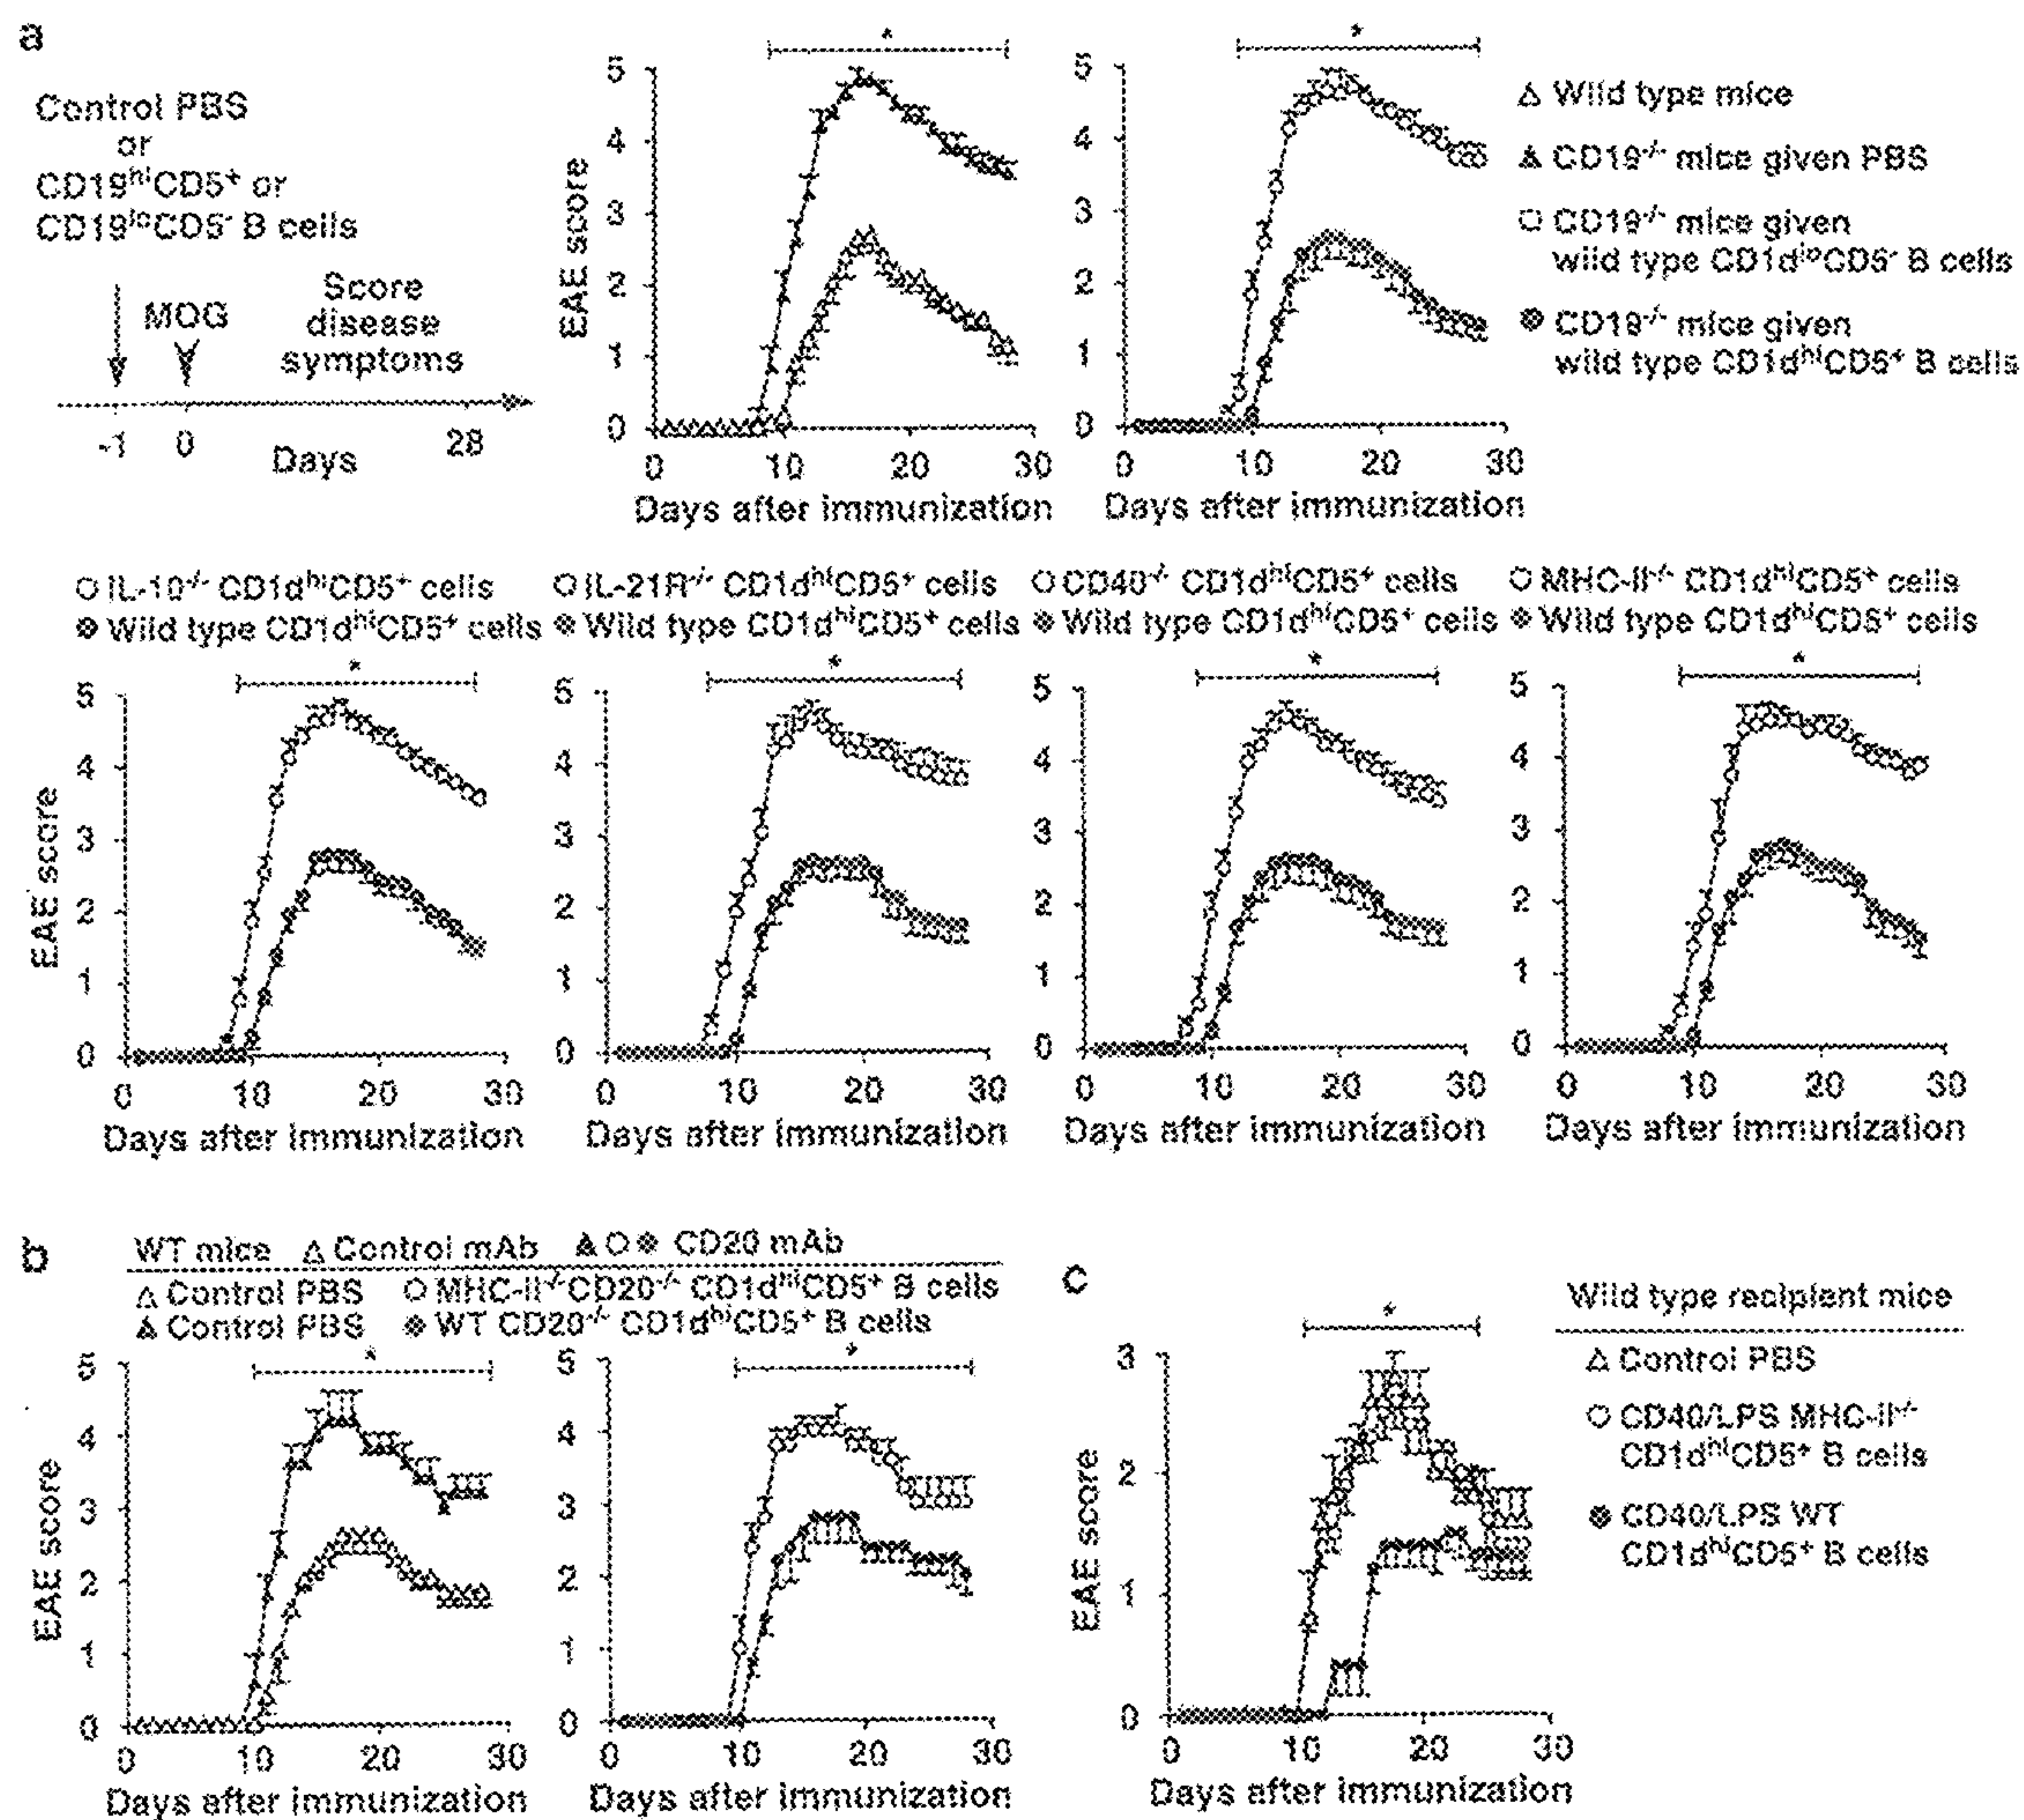 a
Control PBS
or
CD19hiCD5+ or
CD19loCD5- B cells
MOG
Score
disease
symptoms
-1 0 Days 28
*
EAE score
5
4
3
2
1
0
0 10 20 30
Days after immunization
*
5
4
3
2
1
0
0 10 20 30
Days after immunization
△ Wild type mice
▲ CD19-/- mice given PBS
○ CD19-/- mice given
wild type CD1dloCD5- B cells
● CD19-/- mice given
wild type CD1dhiCD5+ B cells
○ IL-10-/- CD1dhiCD5+ cells
● Wild type CD1dhiCD5+ cells
*
EAE score
5
4
3
2
1
0
0 10 20 30
Days after immunization
○ IL-21R-/- CD1dhiCD5+ cells
● Wild type CD1dhiCD5+ cells
*
5
4
3
2
1
0
0 10 20 30
Days after immunization
○ CD40-/- CD1dhiCD5+ cells
● Wild type CD1dhiCD5+ cells
*
5
4
3
2
1
0
0 10 20 30
Days after immunization
○ MHC-II-/- CD1dhiCD5+ cells
● Wild type CD1dhiCD5+ cells
*
5
4
3
2
1
0
0 10 20 30
Days after immunization
b
WT mice △ Control mAb ▲○● CD20 mAb
△ Control PBS ○ MHC-II-/-CD20-/- CD1dhiCD5+ B cells
▲ Control PBS ● WT CD20-/- CD1dhiCD5+ B cells
*
EAE score
5
4
3
2
1
0
0 10 20 30
Days after immunization
*
5
4
3
2
1
0
0 10 20 30
Days after immunization
c
*
EAE score
3
2
1
0
0 10 20 30
Days after immunization
Wild type recipient mice
△ Control PBS
○ CD40/LPS MHC-II-/-
CD1dhiCD5+ B cells
● CD40/LPS WT
CD1dhiCD5+ B cells